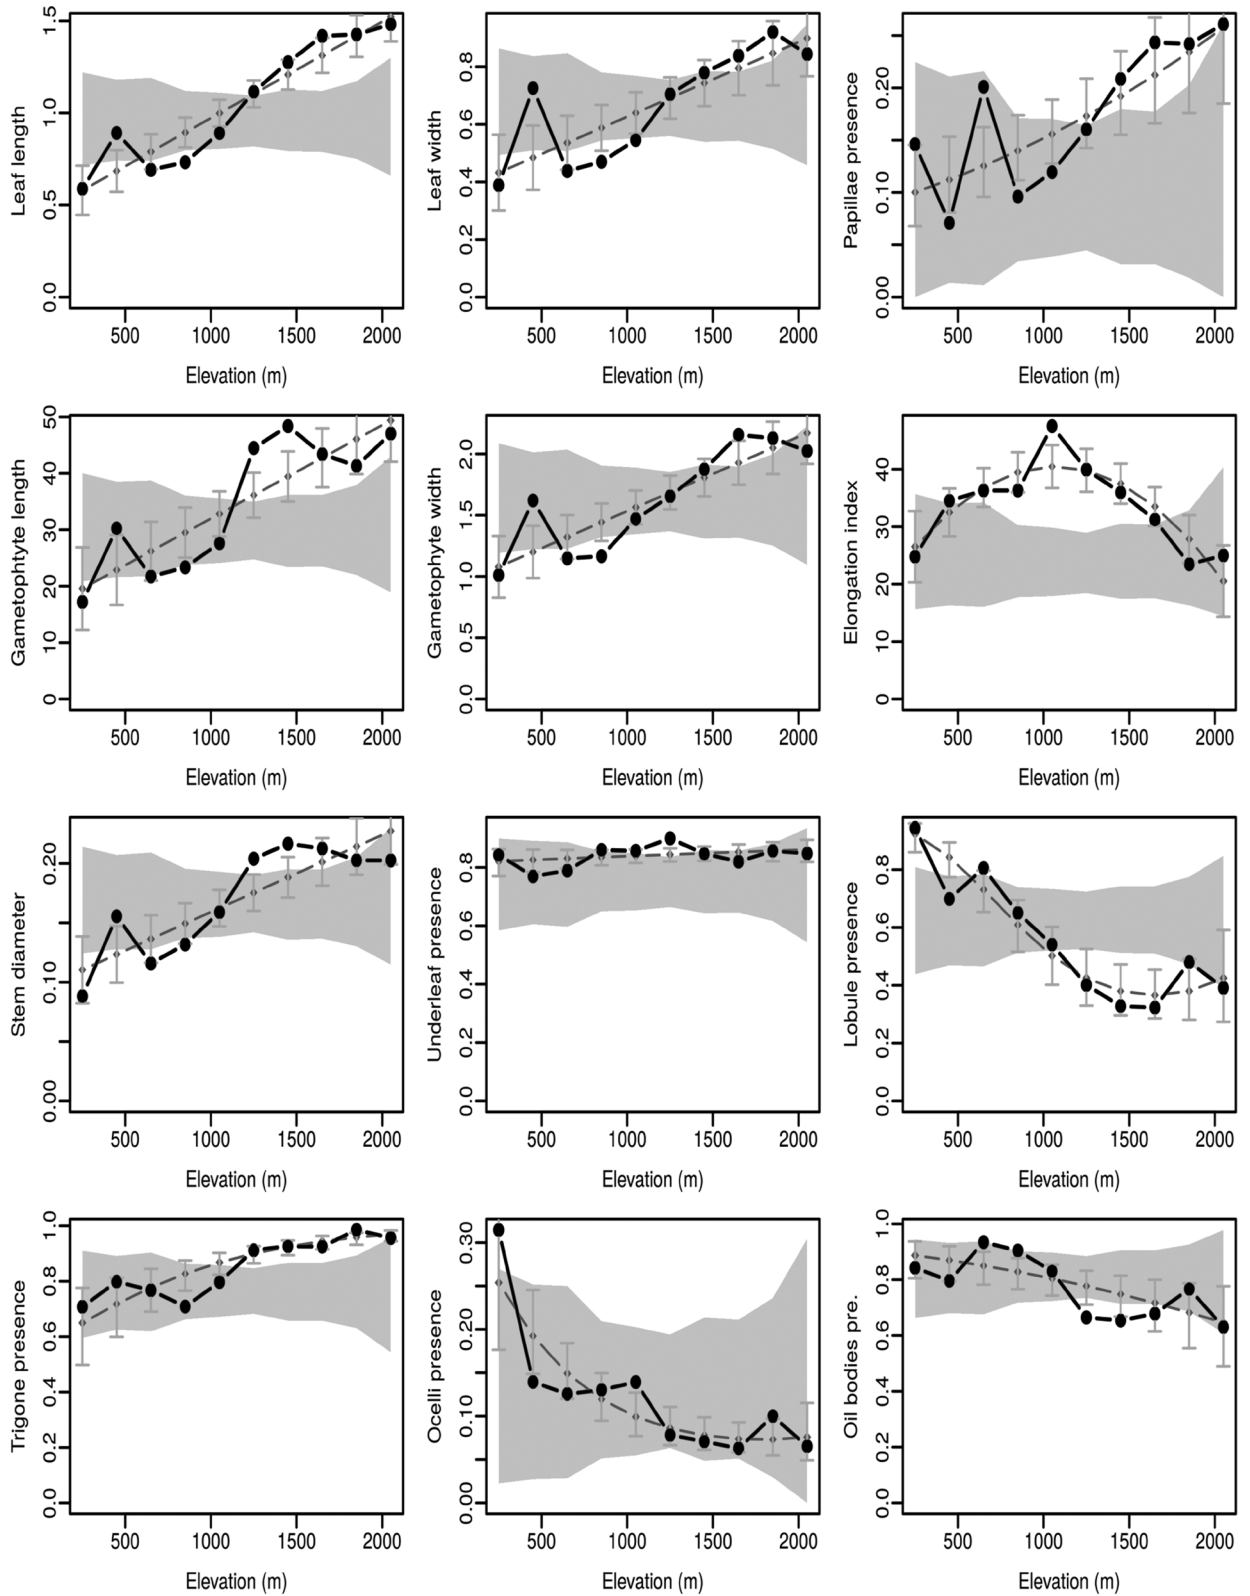 Leaf length
0.0 0.5 1.0 1.5
500 1000 1500 2000
Elevation (m)
Leaf width
0.0 0.2 0.4 0.6 0.8
500 1000 1500 2000
Elevation (m)
Papillae presence
0.00 0.10 0.20
500 1000 1500 2000
Elevation (m)
Gametophtyte length
0 10 20 30 40 50
500 1000 1500 2000
Elevation (m)
Gametophyte width
0.0 0.5 1.0 1.5 2.0
500 1000 1500 2000
Elevation (m)
Elongation index
0 10 20 30 40
500 1000 1500 2000
Elevation (m)
Stem diameter
0.00 0.10 0.20
500 1000 1500 2000
Elevation (m)
Underleaf presence
0.0 0.2 0.4 0.6 0.8
500 1000 1500 2000
Elevation (m)
Lobule presence
0.0 0.2 0.4 0.6 0.8
500 1000 1500 2000
Elevation (m)
Trigone presence
0.0 0.2 0.4 0.6 0.8 1.0
500 1000 1500 2000
Elevation (m)
Ocelli presence
0.00 0.10 0.20 0.30
500 1000 1500 2000
Elevation (m)
Oil bodies pre.
0.0 0.2 0.4 0.6 0.8 1.0
500 1000 1500 2000
Elevation (m)